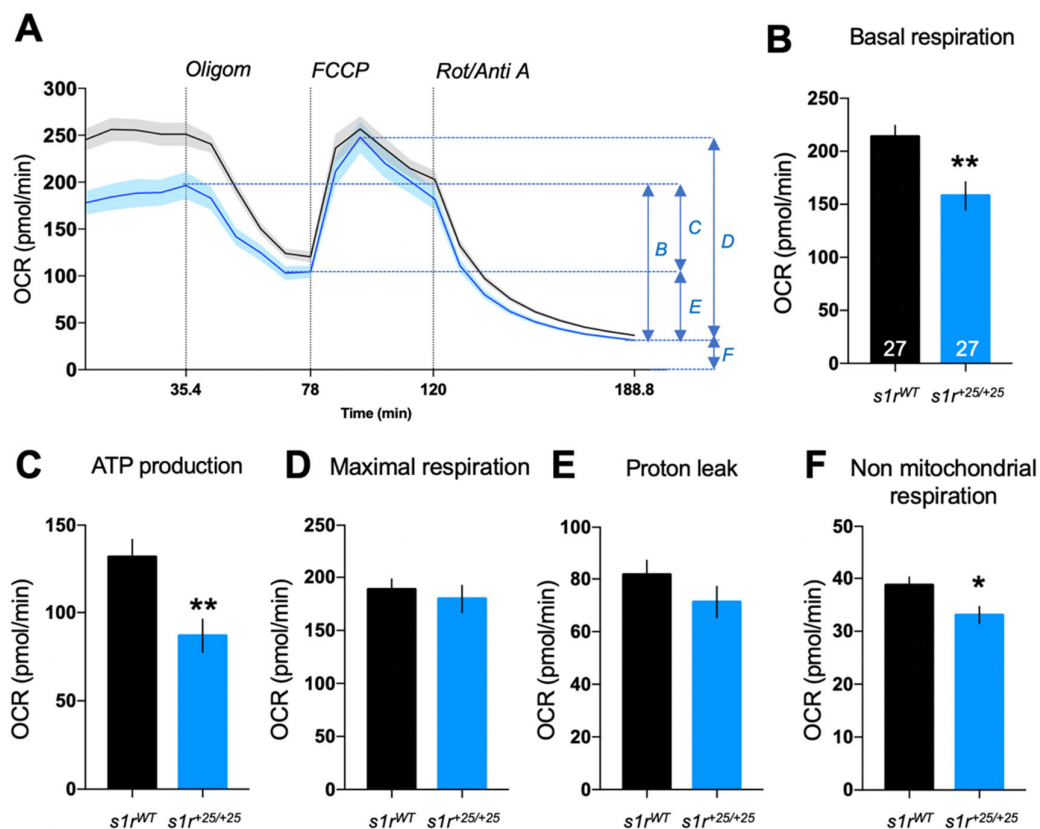 A
Oligom FCCP Rot/Anti A
OCR (pmol/min)
300
250
200
150
100
50
0
35.4 78 120 188.8
Time (min)
B C D E F
B Basal respiration
OCR (pmol/min)
250
200
150
100
50
0
**
27 27
s1r^WT s1r^+25/+25
C ATP production
OCR (pmol/min)
150
100
50
0
**
s1r^WT s1r^+25/+25
D Maximal respiration
OCR (pmol/min)
250
200
150
100
50
0
s1r^WT s1r^+25/+25
E Proton leak
OCR (pmol/min)
100
80
60
40
20
0
s1r^WT s1r^+25/+25
F Non mitochondrial
respiration
OCR (pmol/min)
50
40
30
20
10
0
*
s1r^WT s1r^+25/+25